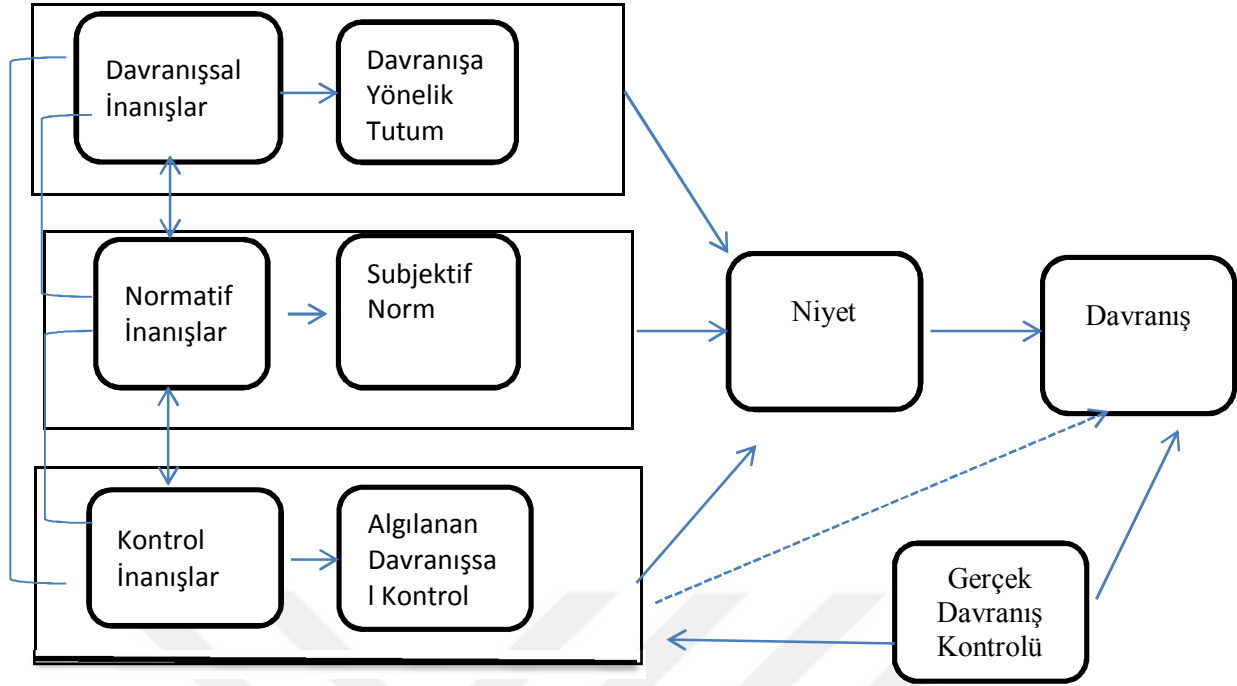 Davranışsal
İnanışlar
Davranışa
Yönelik
Tutum
Normatif
İnanışlar
Subjektif
Norm
Niyet
Davranış
Kontrol
İnanışlar
Algılanan
Davranışsa
l Kontrol
Gerçek
Davranış
Kontrolü